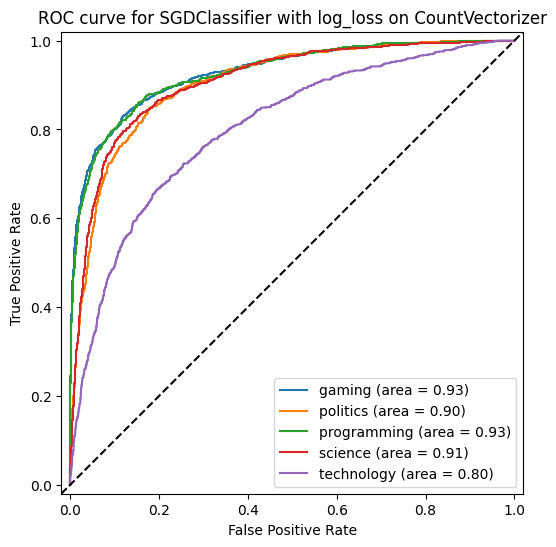 ROC curve for SGDClassifier with log_loss on CountVectorizer
1.0
0.8
0.6
0.4
0.2
0.0
True Positive Rate
gaming (area = 0.93)
politics (area = 0.90)
programming (area = 0.93)
science (area = 0.91)
technology (area = 0.80)
0.0 0.2 0.4 0.6 0.8 1.0
False Positive Rate